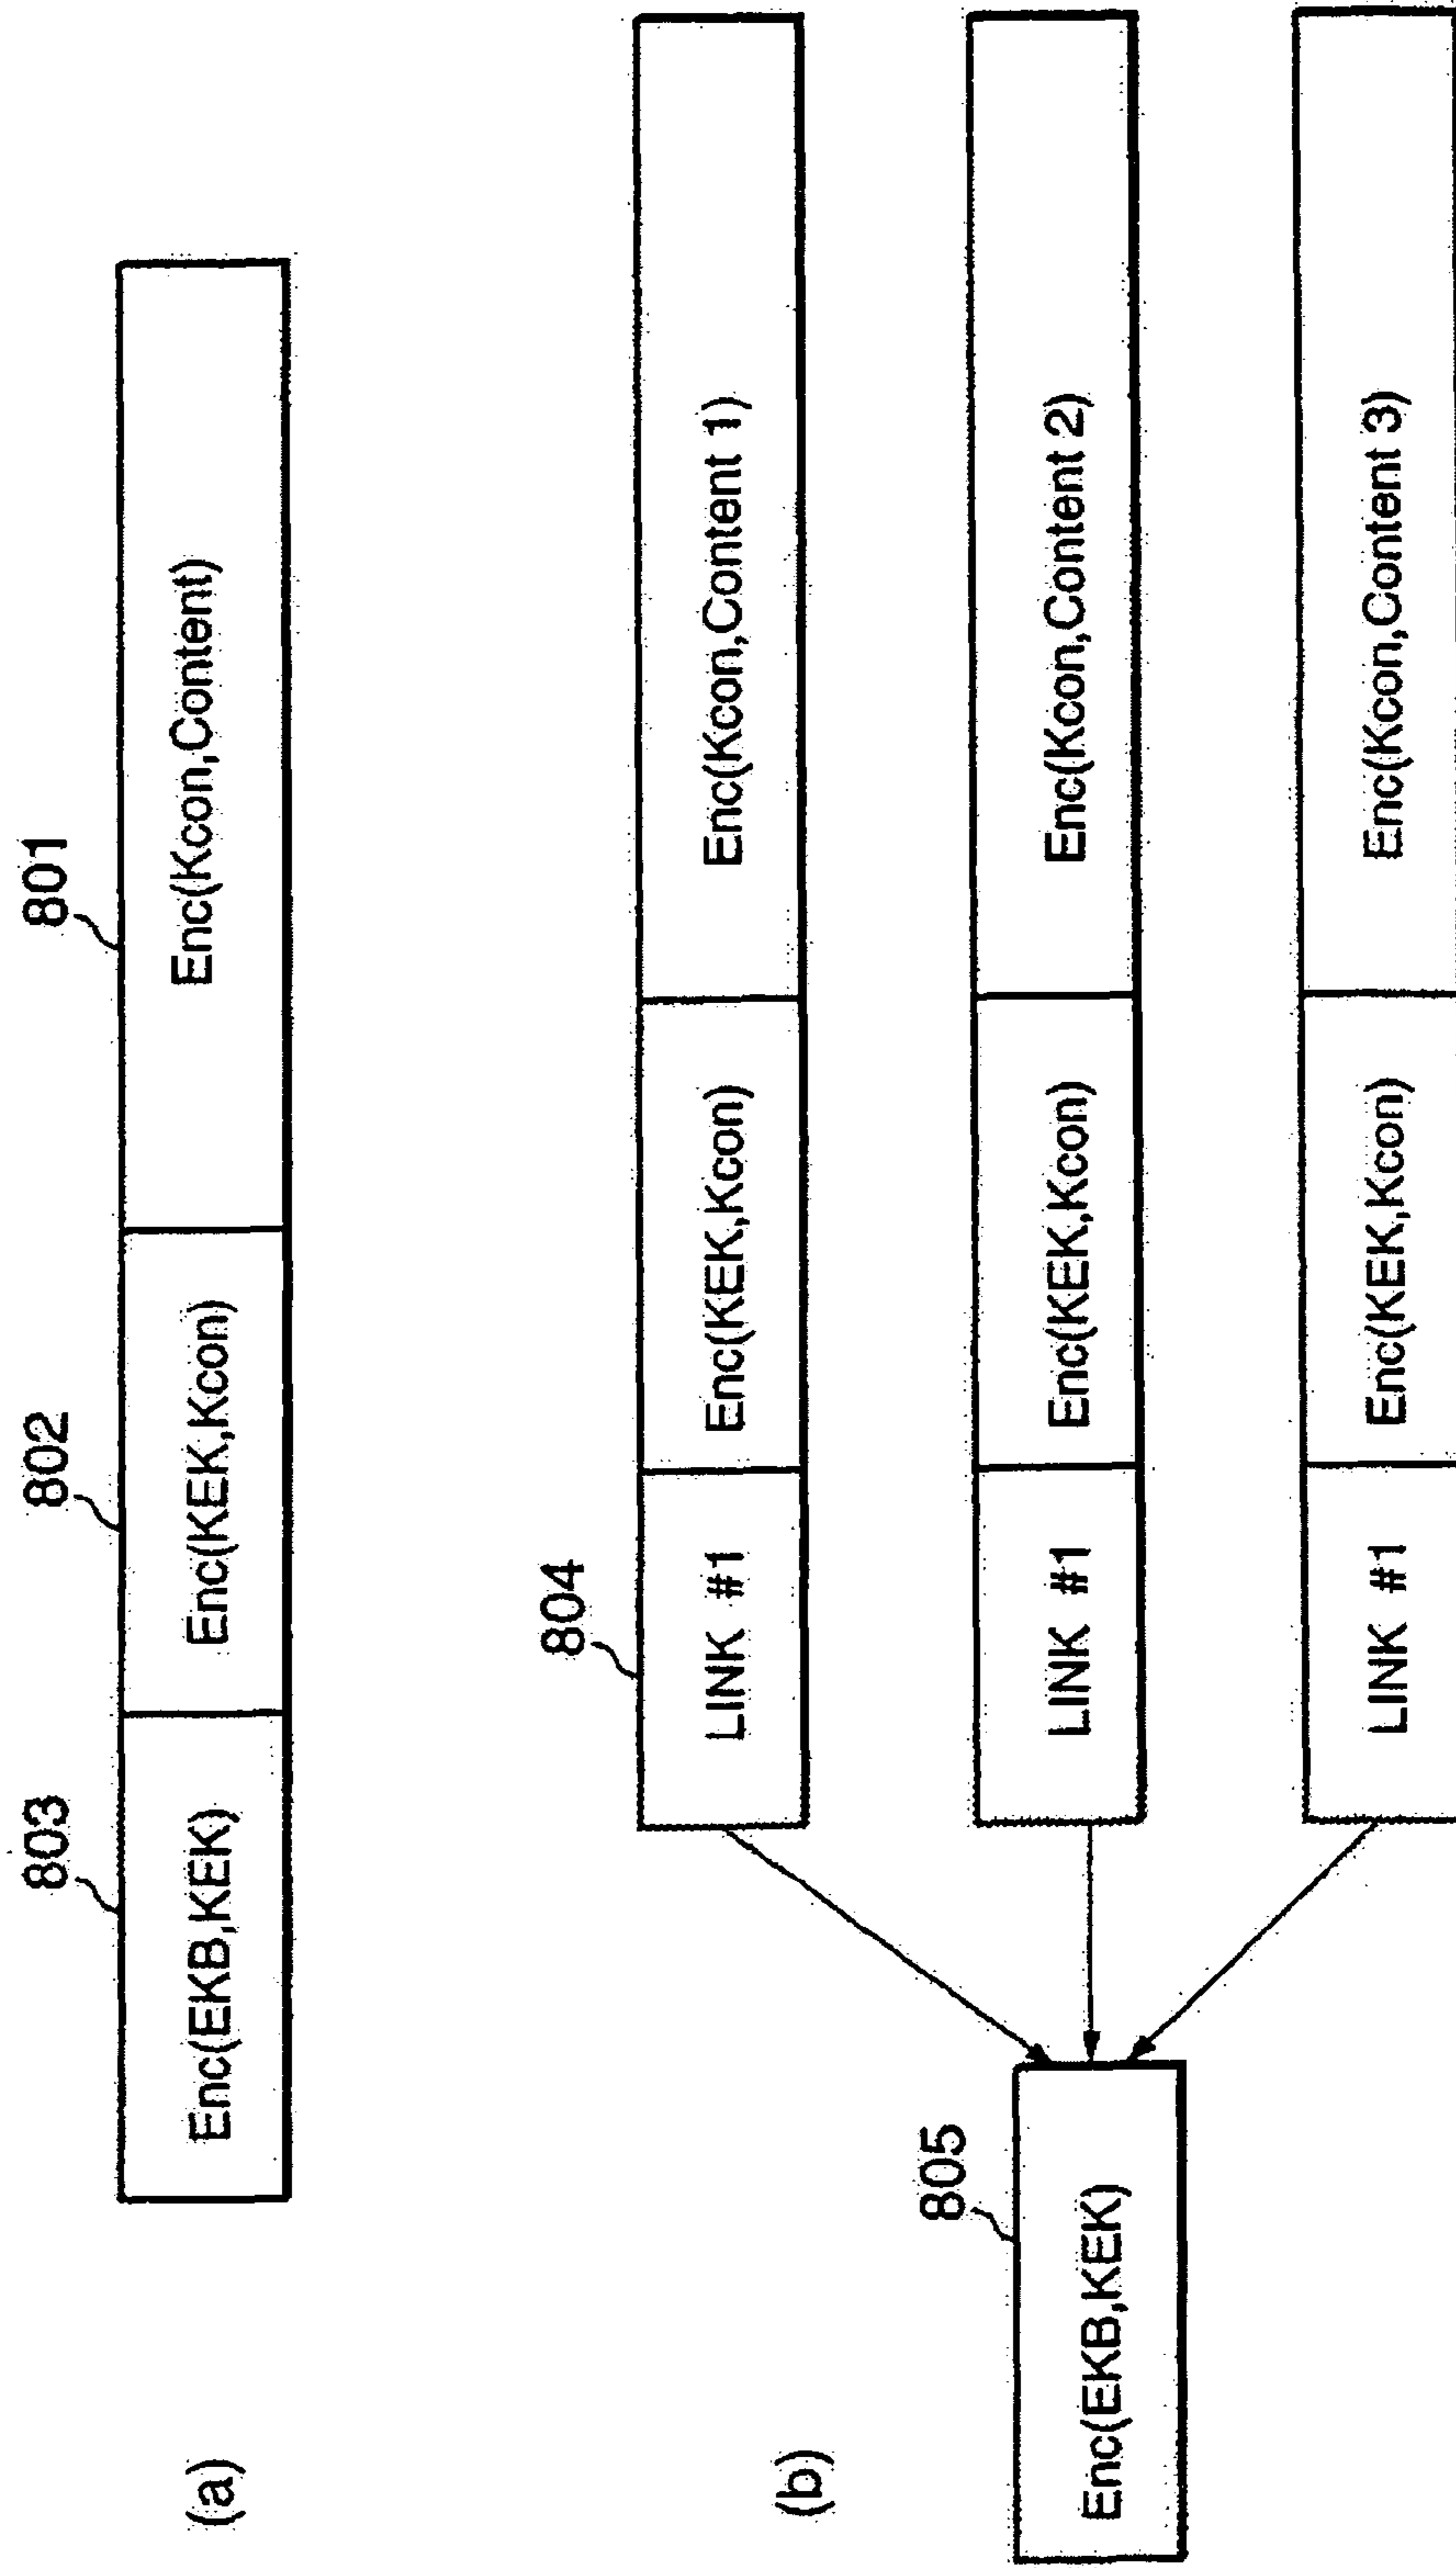 (a)
803
802
801
Enc(EKB,KEK)
Enc(KEK,Kcon)
Enc(Kcon,Content)
(b)
804
LINK #1
Enc(KEK,Kcon)
Enc(Kcon,Content 1)
805
Enc(EKB,KEK)
LINK #1
Enc(KEK,Kcon)
Enc(Kcon,Content 2)
LINK #1
Enc(KEK,Kcon)
Enc(Kcon,Content 3)